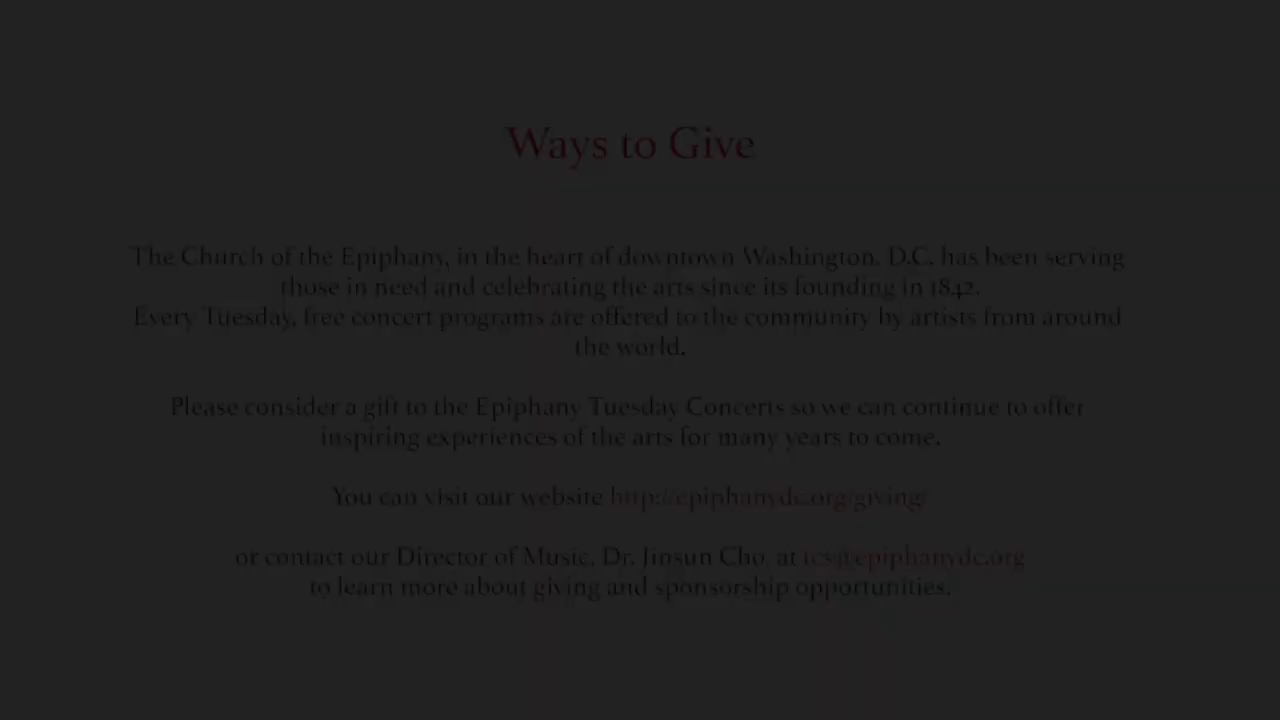 Ways to Give
The Church of the Epiphany, in the heart of downtown Washington, D.C. has been serving
those in need and celebrating the arts since its founding in 1842.
Every Tuesday, free concert programs are offered to the community by artists from around
the world.
Please consider a gift to the Epiphany Tuesday Concerts so we can continue to offer
inspiring experiences of the arts for many years to come.
You can visit our website http://epiphanydc.org/giving/
or contact our Director of Music, Dr. Jinsun Cho, at tcs@epiphanydc.org
to learn more about giving and sponsorship opportunities.